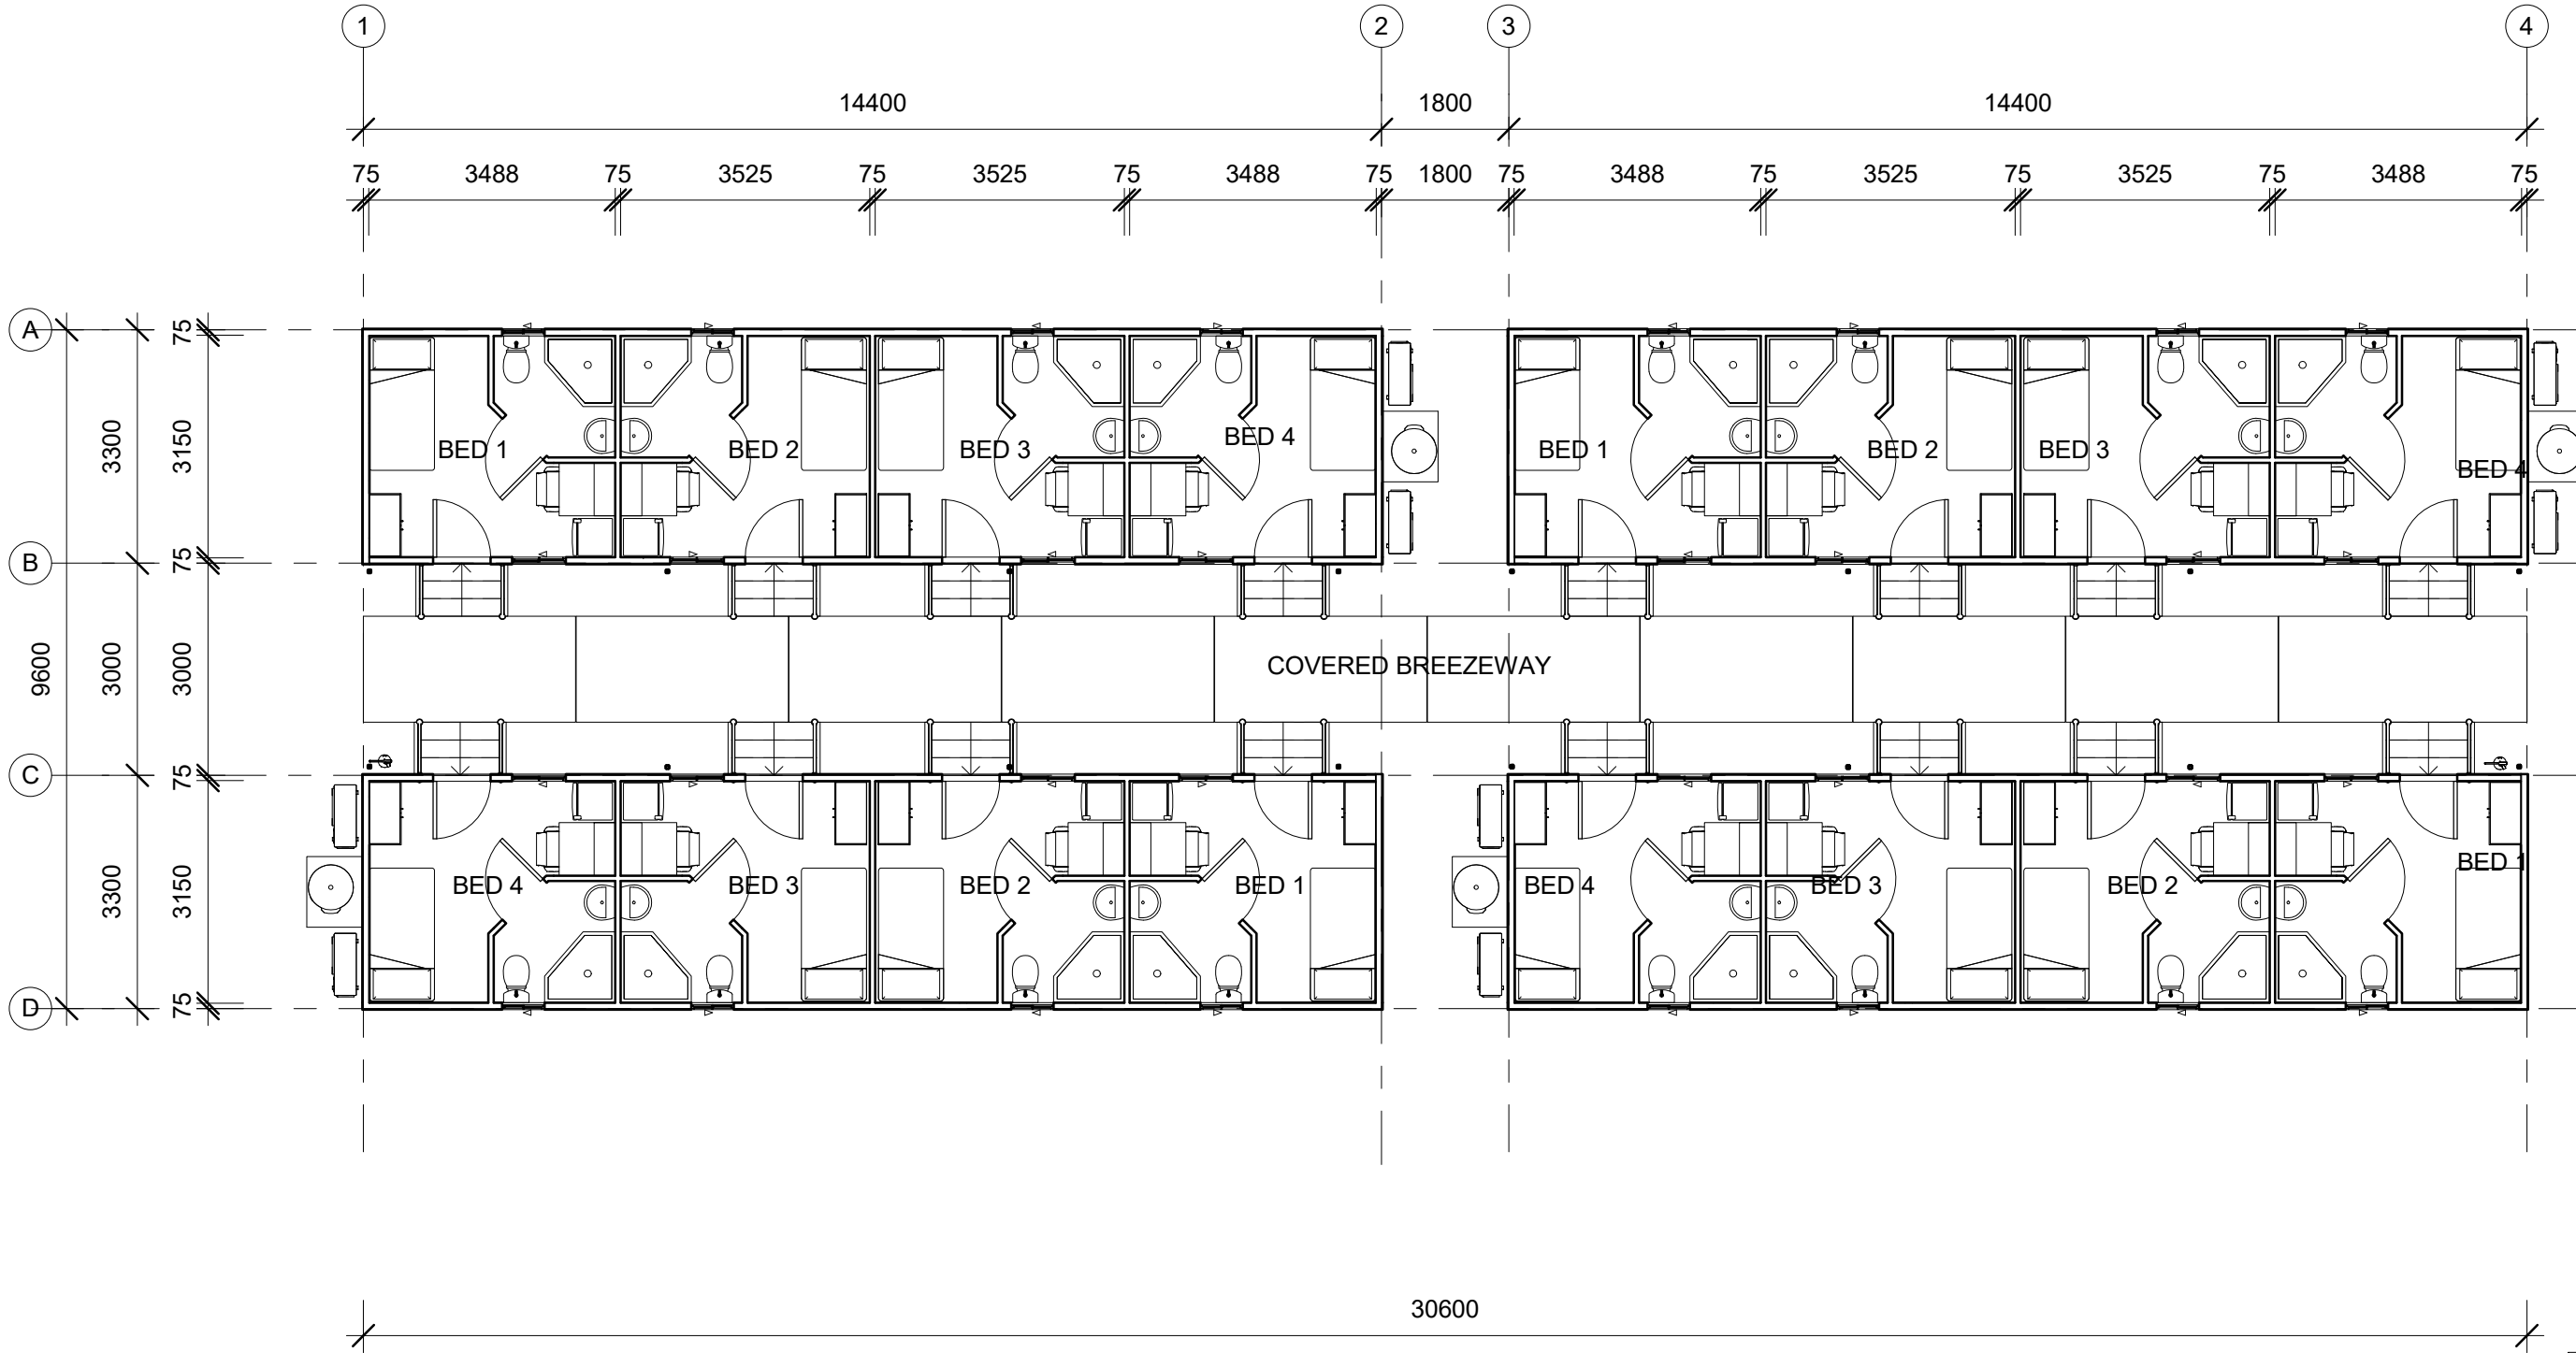 1 2 3 4
14400 1800 14400
75 3488 75 3525 75 3525 75 3488 75 1800 75 3488 75 3525 75 3525 75 3488 75
A
75
3300 3150
BED 1 BED 2 BED 3 BED 4 BED 1 BED 2 BED 3 BED 4
75
B
9600 3000 3000
COVERED BREEZEWAY
C
75
3300 3150
BED 4 BED 3 BED 2 BED 1 BED 4 BED 3 BED 2 BED 1
75
D
30600